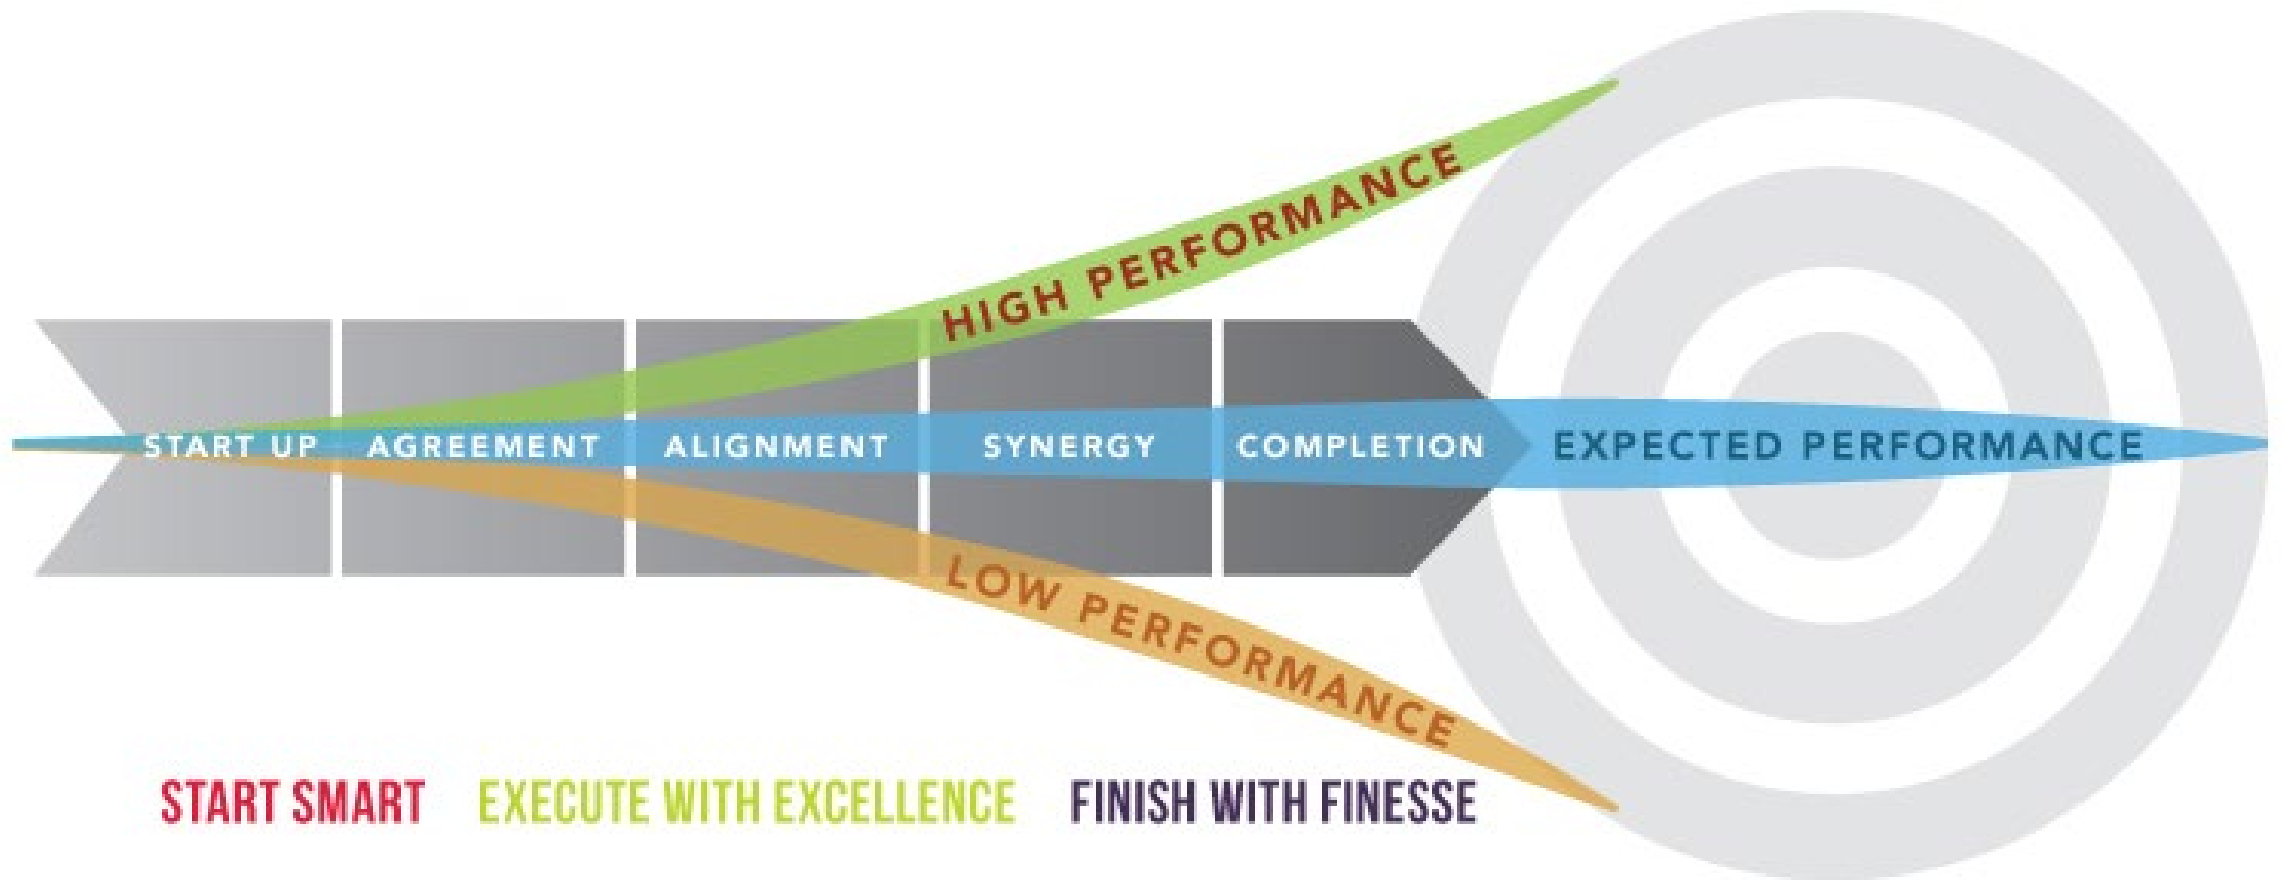 HIGH PERFORMANCE
START UP AGREEMENT ALIGNMENT SYNERGY COMPLETION EXPECTED PERFORMANCE
LOW PERFORMANCE
START SMART EXECUTE WITH EXCELLENCE FINISH WITH FINESSE